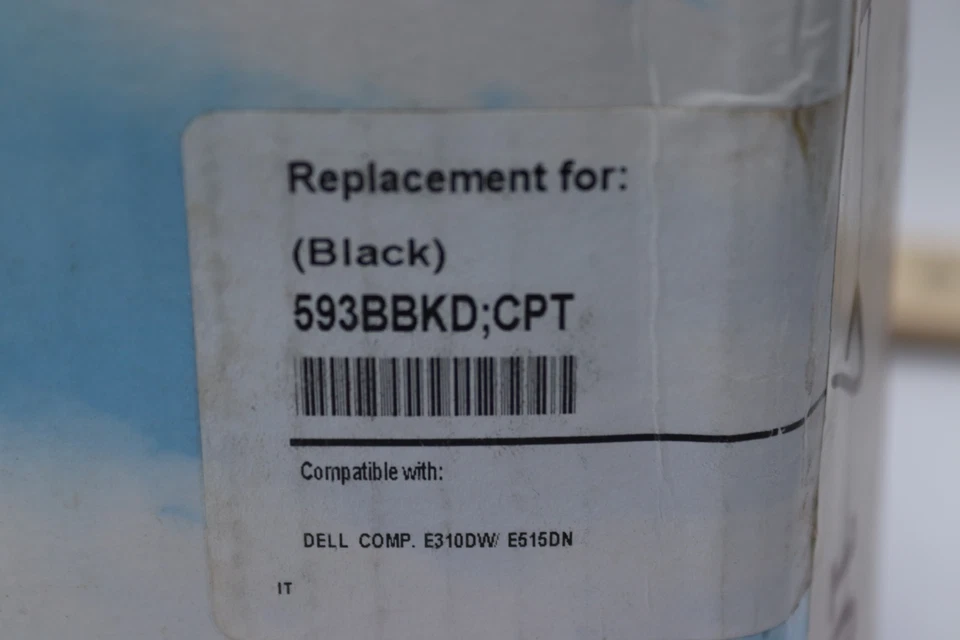 Replacement for:
(Black)
593BBKD;CPT
Compatible with:
DELL COMP. E310DW/ E515DN
IT